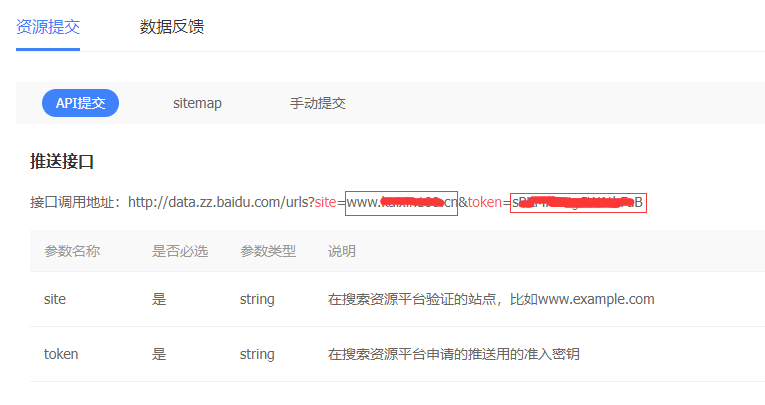 资源提交 数据反馈
API提交 sitemap 手动提交
推送接口
接口调用地址：http://data.zz.baidu.com/urls?site=www. cn&token=
参数名称 是否必选 参数类型 说明
site 是 string 在搜索资源平台验证的站点，比如www.example.com
token 是 string 在搜索资源平台申请的推送用的准入密钥